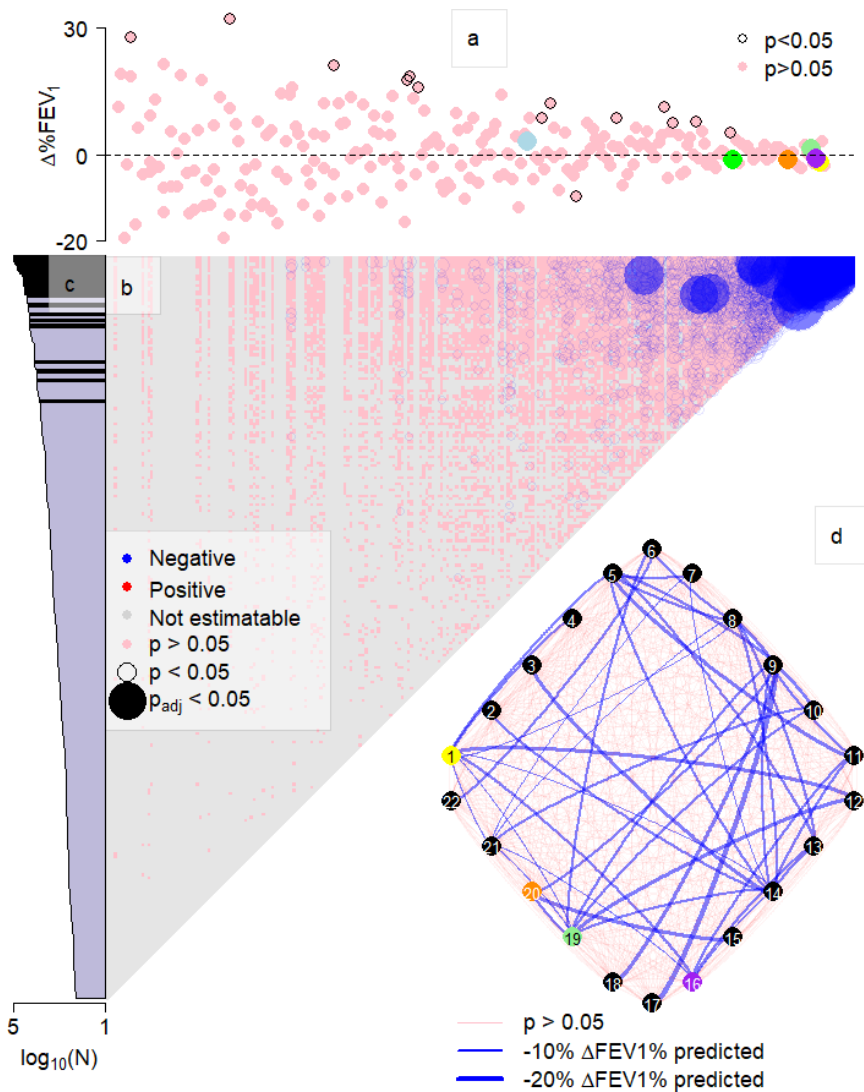 a
p<0.05
p>0.05
30
0
-20
Δ%FEV1
c
b
Negative
Positive
Not estimatable
p > 0.05
p < 0.05
padj < 0.05
d
6
5
7
4
8
3
9
2
10
1
11
22
12
21
13
20
14
19
15
18
16
17
5
1
log10(N)
p > 0.05
-10% ΔFEV1% predicted
-20% ΔFEV1% predicted